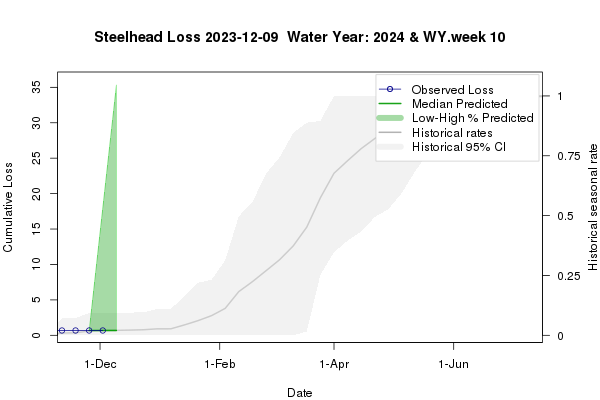 Steelhead Loss 2023-12-09  Water Year: 2024 & WY.week 10
Observed Loss
Median Predicted
Low-High % Predicted
Historical rates
Historical 95% CI
Cumulative Loss
0
5
10
15
20
25
30
35
Historical seasonal rate
0
0.25
0.5
0.75
1
1-Dec
1-Feb
1-Apr
1-Jun
Date